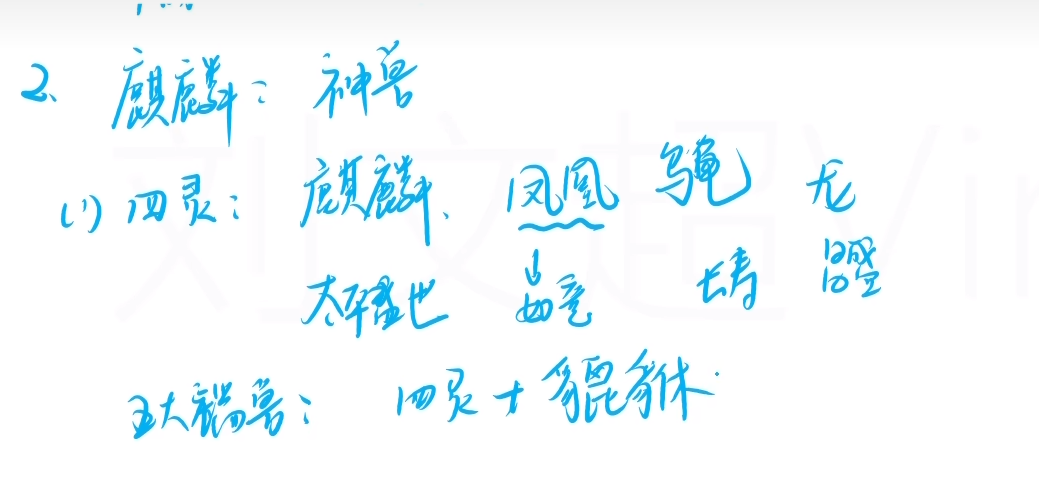 2、麒麟：神兽
(1) 四灵：麒麟、凤凰 乌龟 龙
太平盛世 ↓如意 长寿 昌盛
五大瑞兽：四灵 + 貔貅.